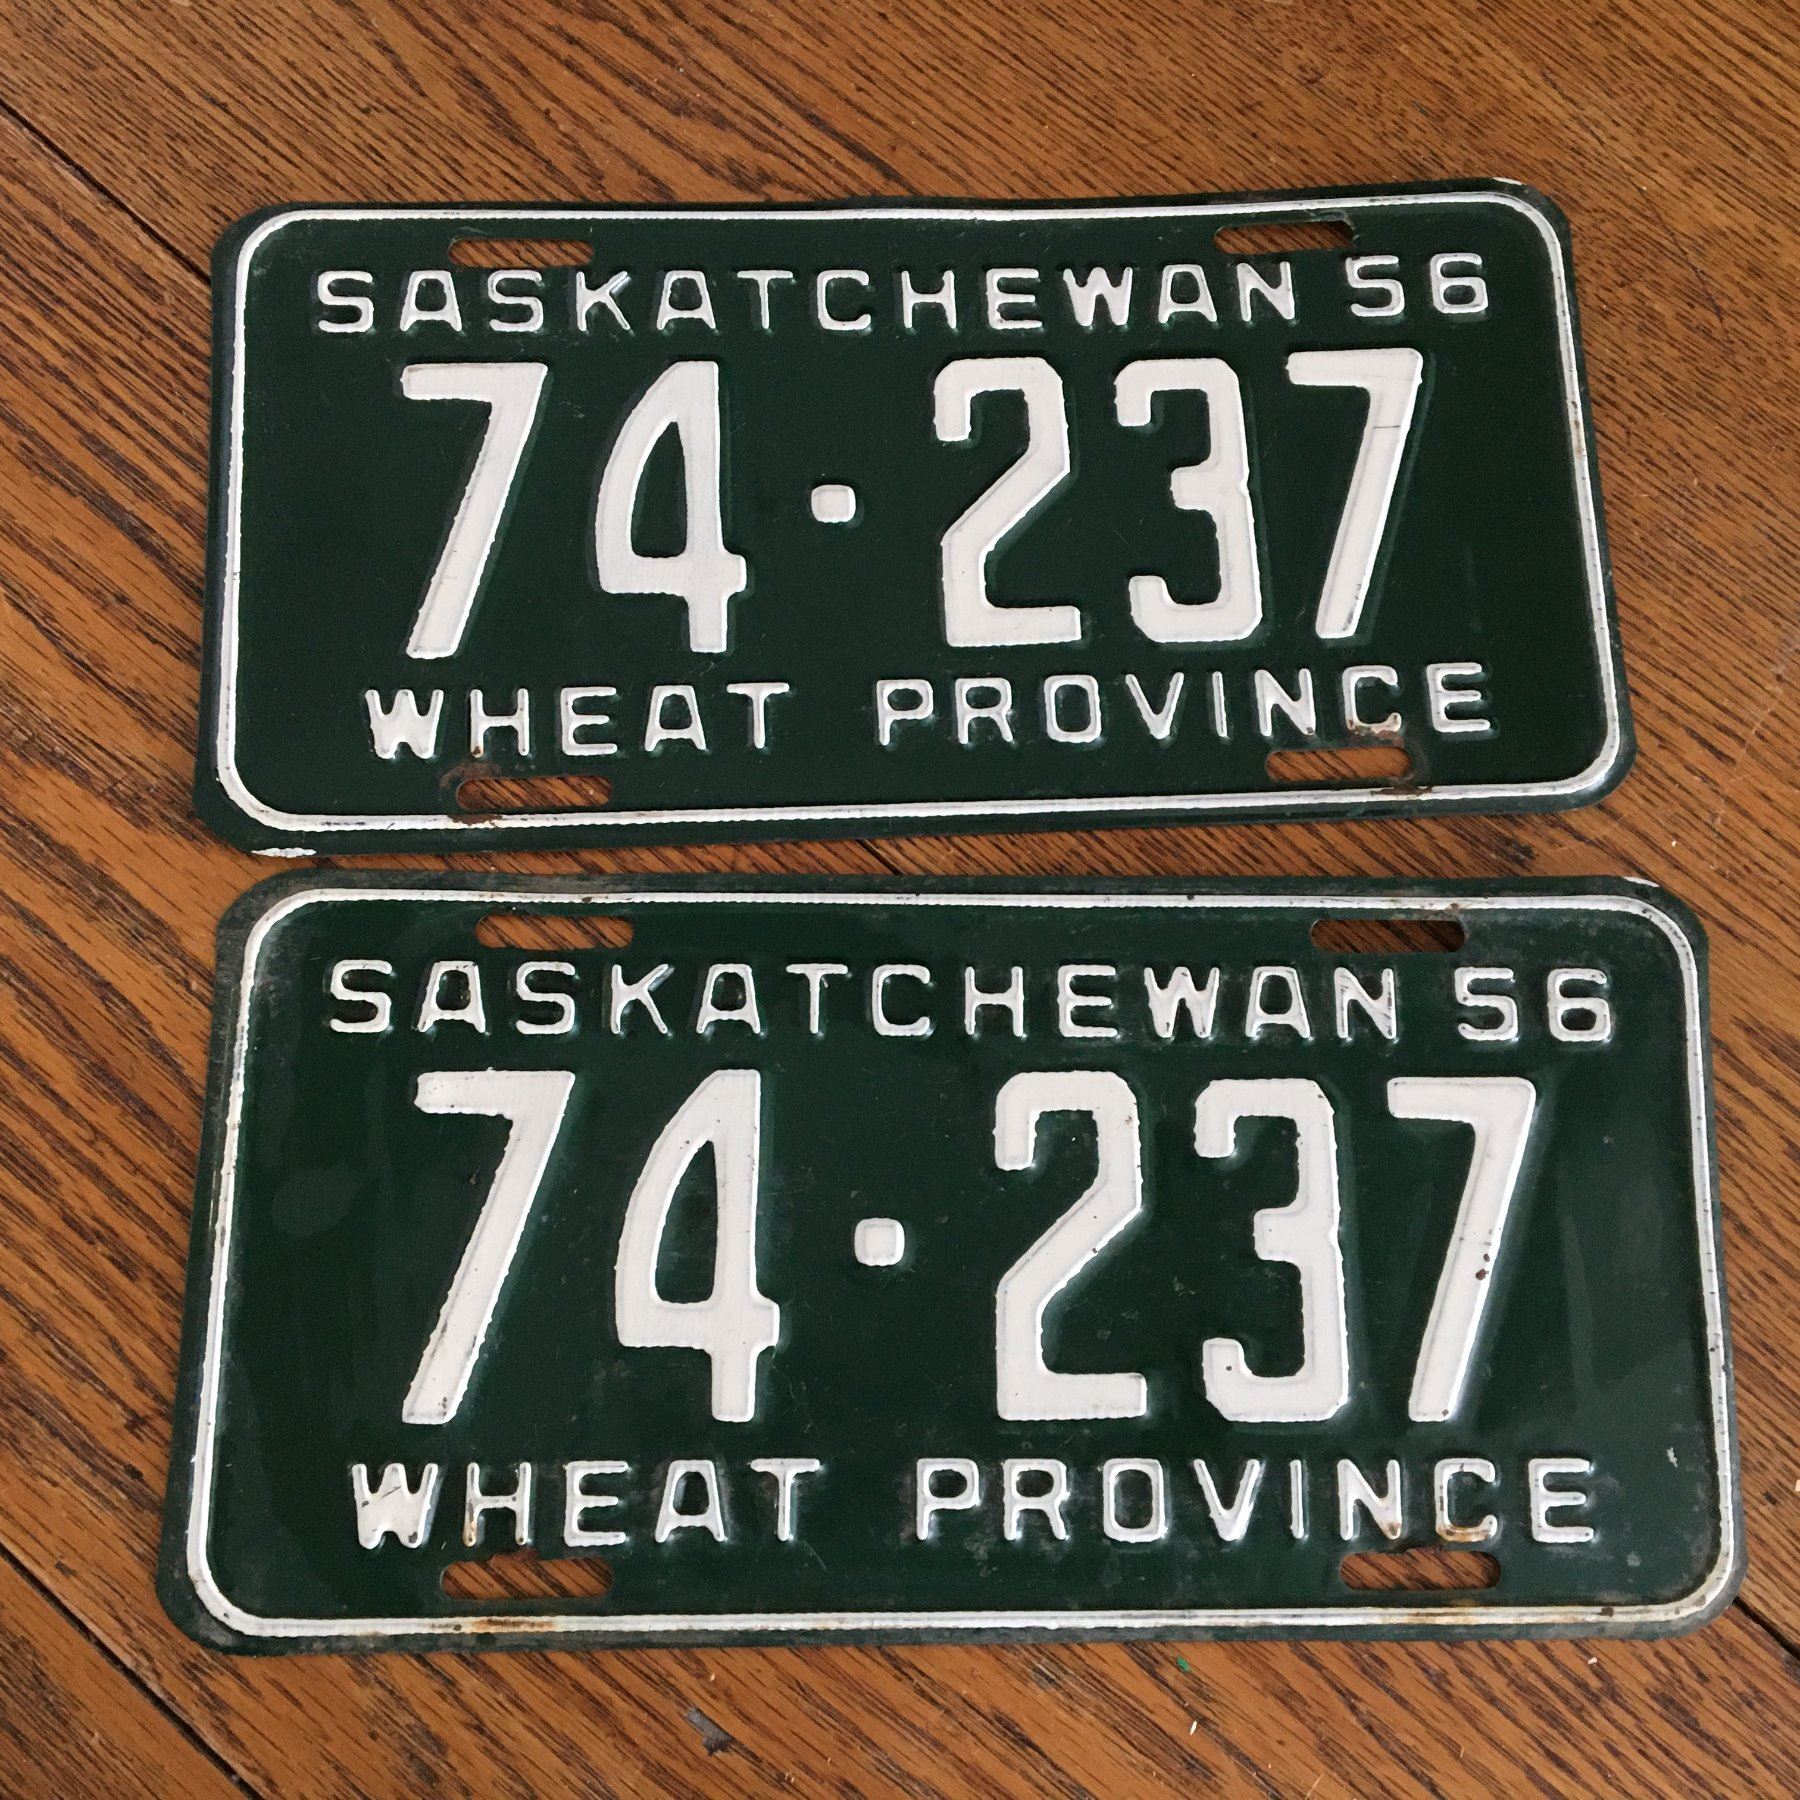 SASKATCHEWAN 56
74·237
WHEAT PROVINCE
SASKATCHEWAN 56
74·237
WHEAT PROVINCE